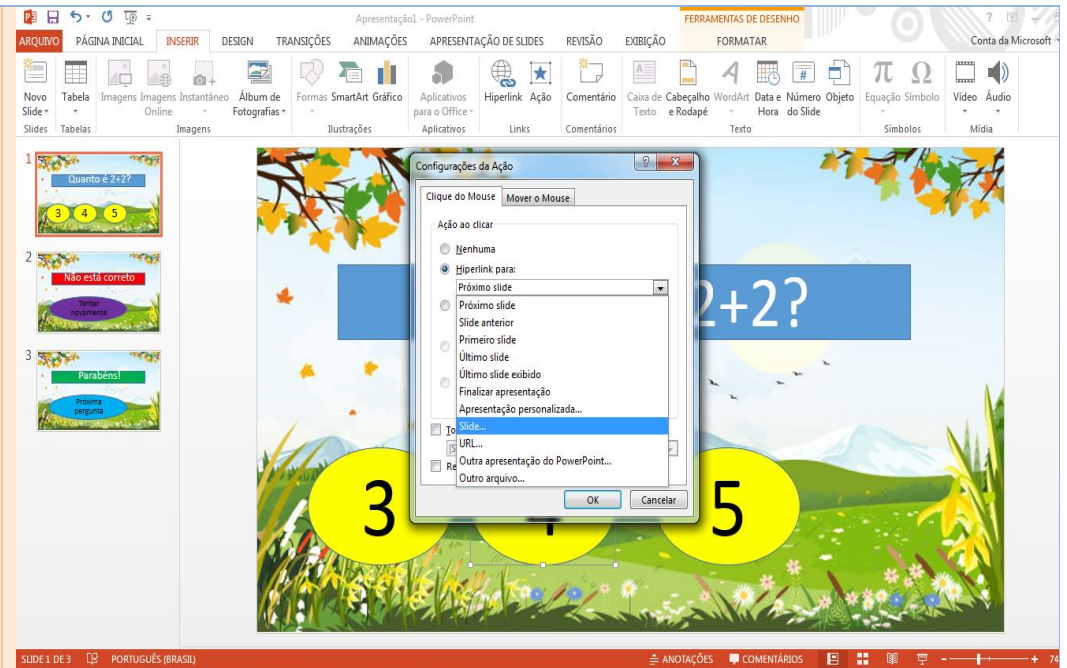 Apresentação1 - PowerPoint
FERRAMENTAS DE DESENHO
ARQUIVO PÁGINA INICIAL INSERIR DESIGN TRANSIÇÕES ANIMAÇÕES APRESENTAÇÃO DE SLIDES REVISÃO EXIBIÇÃO FORMATAR Conta da Microsoft
Novo Slide
Tabela
Imagens
Imagens Online
Instantâneo
Álbum de Fotografias
Formas
SmartArt
Gráfico
Aplicativos para o Office
Hiperlink
Ação
Comentário
Caixa de Texto
Cabeçalho e Rodapé
WordArt
Data e Hora
Número do Slide
Objeto
Equação
Símbolo
Vídeo
Áudio
Slides Tabelas Imagens Ilustrações Aplicativos Links Comentários Texto Símbolos Mídia
1
Quanto é 2+2?
3 4 5
2
Não está correto
Tentar
novamente
3
Parabéns!
Próxima
pergunta
Configurações da Ação
Clique do Mouse Mover o Mouse
Ação ao clicar
Nenhuma
Hiperlink para:
Próximo slide
Próximo slide
Slide anterior
Primeiro slide
Último slide
Último slide exibido
Finalizar apresentação
Apresentação personalizada...
Slide...
URL...
Outra apresentação do PowerPoint...
Outro arquivo...
OK Cancelar
2+2?
3 4 5
SLIDE 1 DE 3 PORTUGUÊS (BRASIL) ANOTAÇÕES COMENTÁRIOS 74